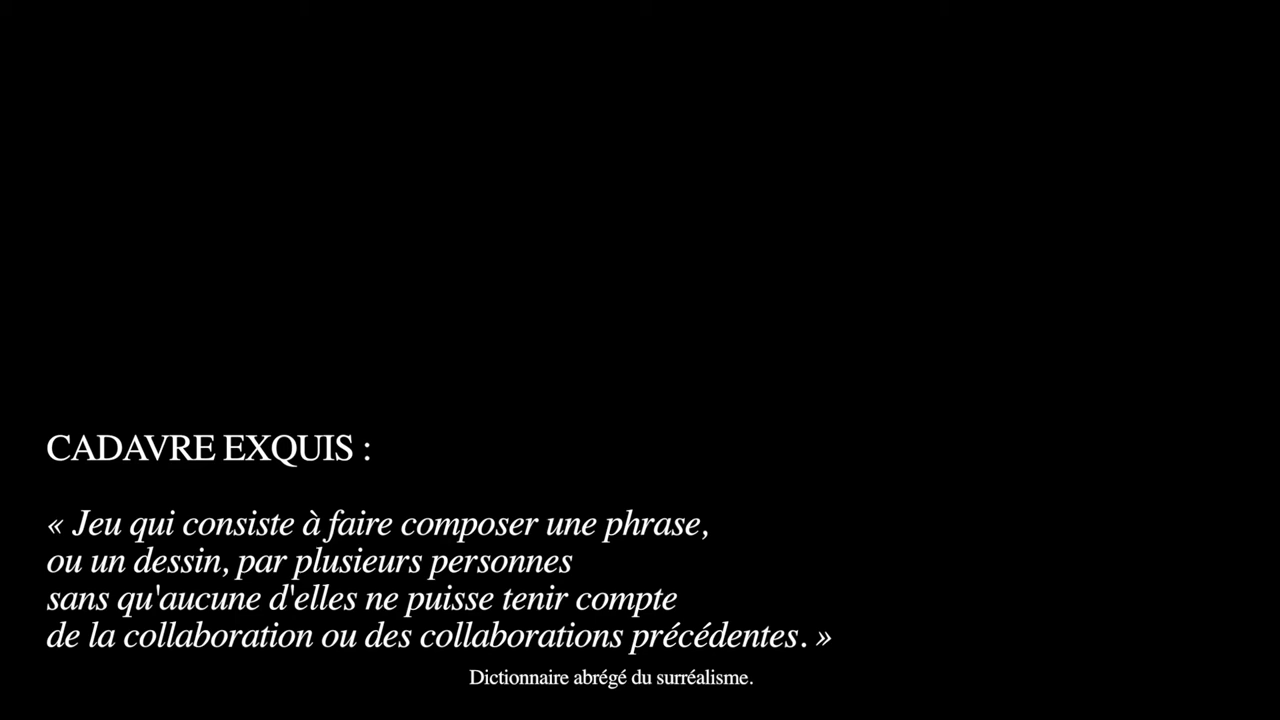 CADAVRE EXQUIS :
« Jeu qui consiste à faire composer une phrase,
ou un dessin, par plusieurs personnes
sans qu'aucune d'elles ne puisse tenir compte
de la collaboration ou des collaborations précédentes. »
Dictionnaire abrégé du surréalisme.